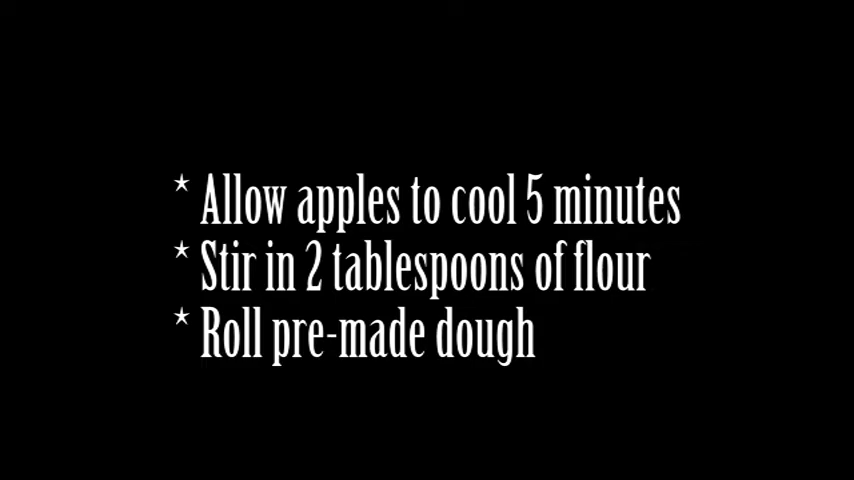 * Allow apples to cool 5 minutes
* Stir in 2 tablespoons of flour
* Roll pre-made dough